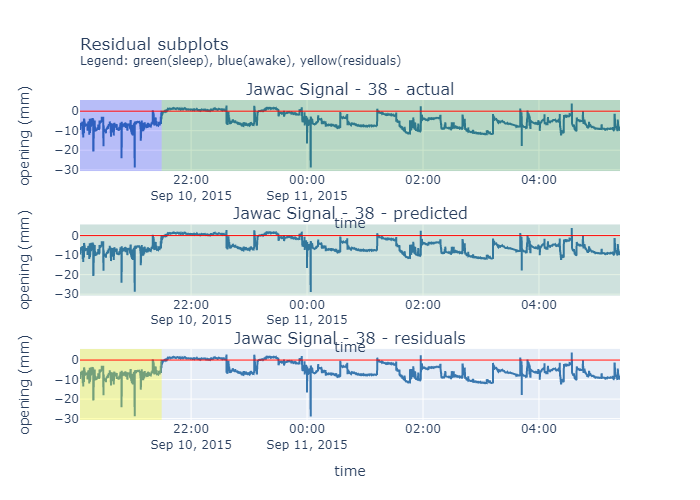 Residual subplots
Legend: green(sleep), blue(awake), yellow(residuals)
Jawac Signal - 38 - actual
opening (mm)
0
−10
−20
−30
22:00
Sep 10, 2015
00:00
Sep 11, 2015
02:00
04:00
time
Jawac Signal - 38 - predicted
opening (mm)
0
−10
−20
−30
22:00
Sep 10, 2015
00:00
Sep 11, 2015
02:00
04:00
time
Jawac Signal - 38 - residuals
opening (mm)
0
−10
−20
−30
22:00
Sep 10, 2015
00:00
Sep 11, 2015
02:00
04:00
time